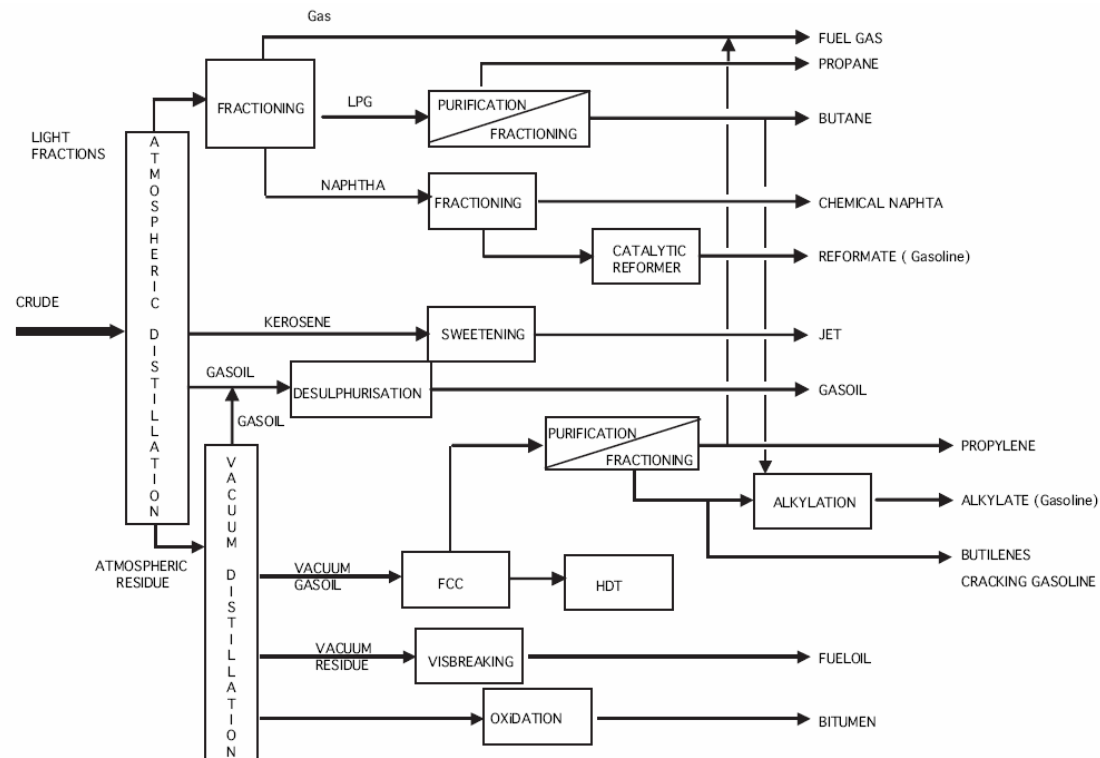 Gas
FUEL GAS
PROPANE
FRACTIONING
LPG
PURIFICATION
FRACTIONING
BUTANE
LIGHT
FRACTIONS
ATMOSPHERIC DISTILLATION
NAPHTHA
FRACTIONING
CHEMICAL NAPHTA
CATALYTIC
REFORMER
REFORMATE ( Gasoline)
CRUDE
KEROSENE
SWEETENING
JET
GASOIL
DESULPHURISATION
GASOIL
GASOIL
VACUUM DISTILLATION
PURIFICATION
FRACTIONING
PROPYLENE
ALKYLATION
ALKYLATE (Gasoline)
ATMOSPHERIC
RESIDUE
VACUUM
GASOIL
FCC
HDT
BUTILENES
CRACKING GASOLINE
VACUUM
RESIDUE
VISBREAKING
FUELOIL
OXiDATION
BITUMEN